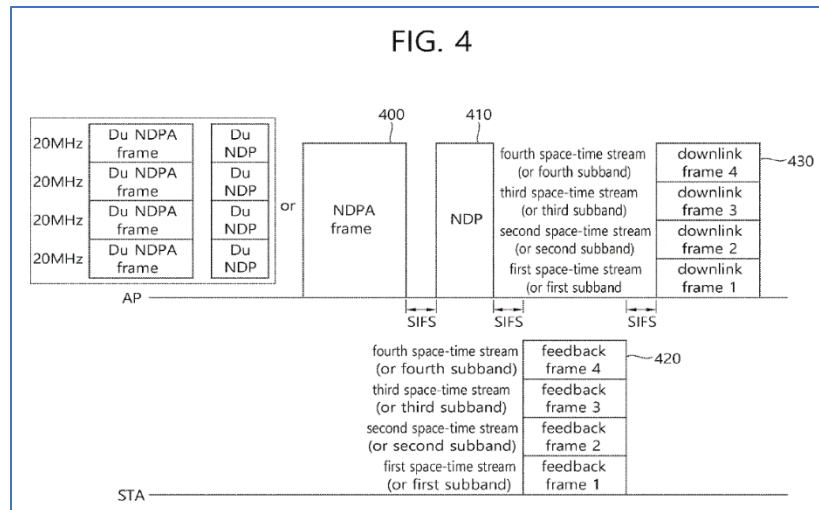 FIG. 4
400
410
20MHz
Du NDPA
frame
Du
NDP
20MHz
Du NDPA
frame
Du
NDP
20MHz
Du NDPA
frame
Du
NDP
20MHz
Du NDPA
frame
Du
NDP
or
NDPA
frame
NDP
fourth space-time stream
(or fourth subband)
third space-time stream
(or third subband)
second space-time stream
(or second subband)
first space-time stream
(or first subband
downlink
frame 4
downlink
frame 3
downlink
frame 2
downlink
frame 1
430
AP
SIFS
SIFS
SIFS
fourth space-time stream
(or fourth subband)
third space-time stream
(or third subband)
second space-time stream
(or second subband)
first space-time stream
(or first subband)
feedback
frame 4
feedback
frame 3
feedback
frame 2
feedback
frame 1
420
STA